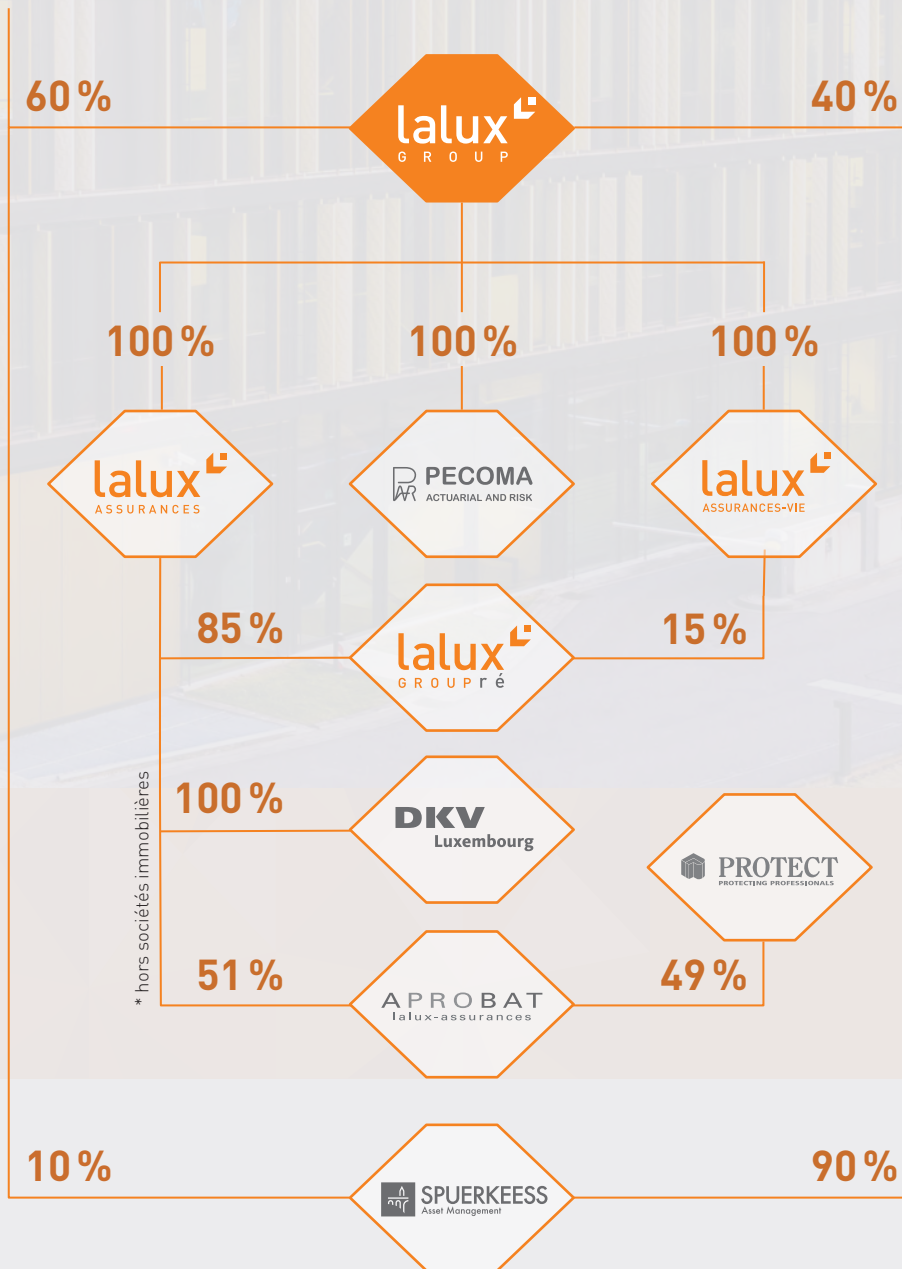 60 %
40 %
lalux
GROUP
100 %
100 %
100 %
lalux
ASSURANCES
PAR
PECOMA
ACTUARIAL AND RISK
lalux
ASSURANCES-VIE
85 %
15 %
lalux
GROUPré
100 %
DKV
Luxembourg
PROTECT
PROTECTING PROFESSIONALS
* hors sociétés immobilières
51 %
49 %
APROBAT
lalux-assurances
10 %
90 %
SPUERKEESS
Asset Management